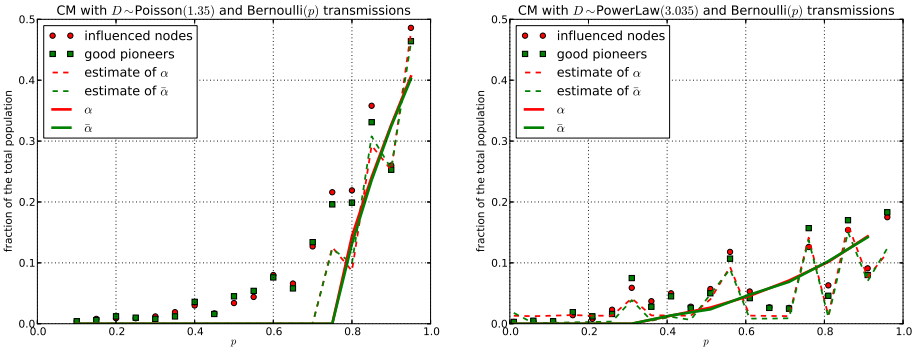 CM with D∼Poisson(1.35) and Bernoulli(p) transmissions
fraction of the total population
0.5
0.4
0.3
0.2
0.1
0.0
influenced nodes
good pioneers
estimate of α
estimate of ᾱ
α
ᾱ
0.0 0.2 0.4 0.6 0.8 1.0
p
CM with D∼PowerLaw(3.035) and Bernoulli(p) transmissions
fraction of the total population
0.5
0.4
0.3
0.2
0.1
0.0
influenced nodes
good pioneers
estimate of α
estimate of ᾱ
α
ᾱ
0.0 0.2 0.4 0.6 0.8 1.0
p